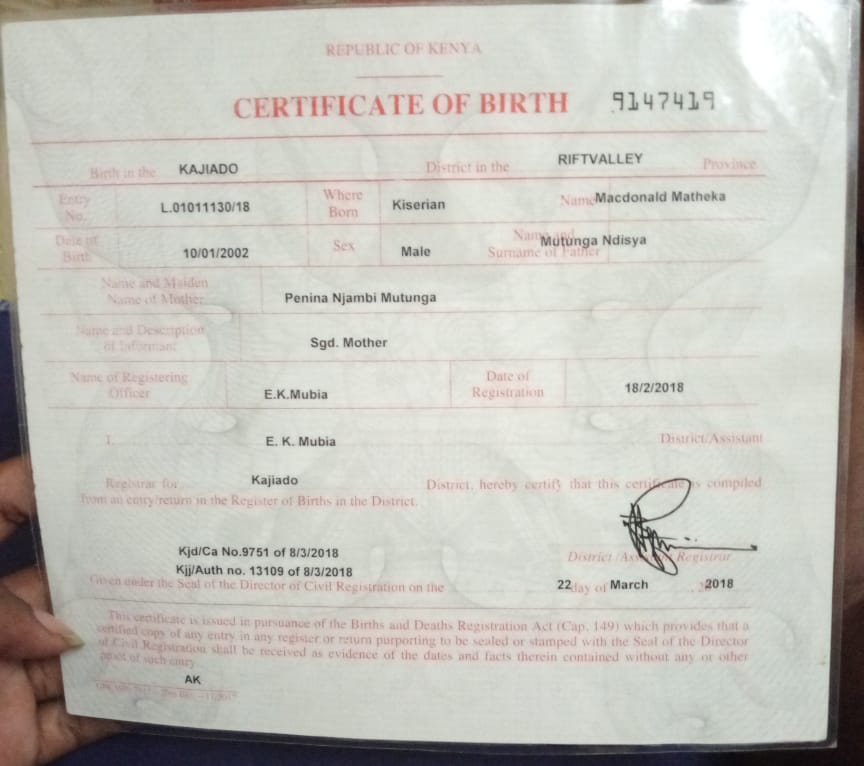 REPUBLIC OF KENYA
CERTIFICATE OF BIRTH 9147419
Birth in the KAJIADO District in the RIFTVALLEY Province
Entry No. L.01011130/18 Where Born Kiserian Name Macdonald Matheka
Date of Birth 10/01/2002 Sex Male Name and Surname of Father Mutunga Ndisya
Name and Maiden Name of Mother Penina Njambi Mutunga
Name and Description of Informant Sgd. Mother
Name of Registering Officer E.K.Mubia Date of Registration 18/2/2018
I, E. K. Mubia District/Assistant
Registrar for Kajiado District, hereby certify that this certificate is compiled
from an entry/return in the Register of Births in the District.
Kjd/Ca No.9751 of 8/3/2018
Kjj/Auth no. 13109 of 8/3/2018
District/Assistant Registrar
Given under the Seal of the Director of Civil Registration on the 22 day of March 2018
This certificate is issued in pursuance of the Births and Deaths Registration Act (Cap. 149) which provides that a
certified copy of any entry in any register or return purporting to be sealed or stamped with the Seal of the Director
of Civil Registration shall be received as evidence of the dates and facts therein contained without any or other
proof of such entry
AK